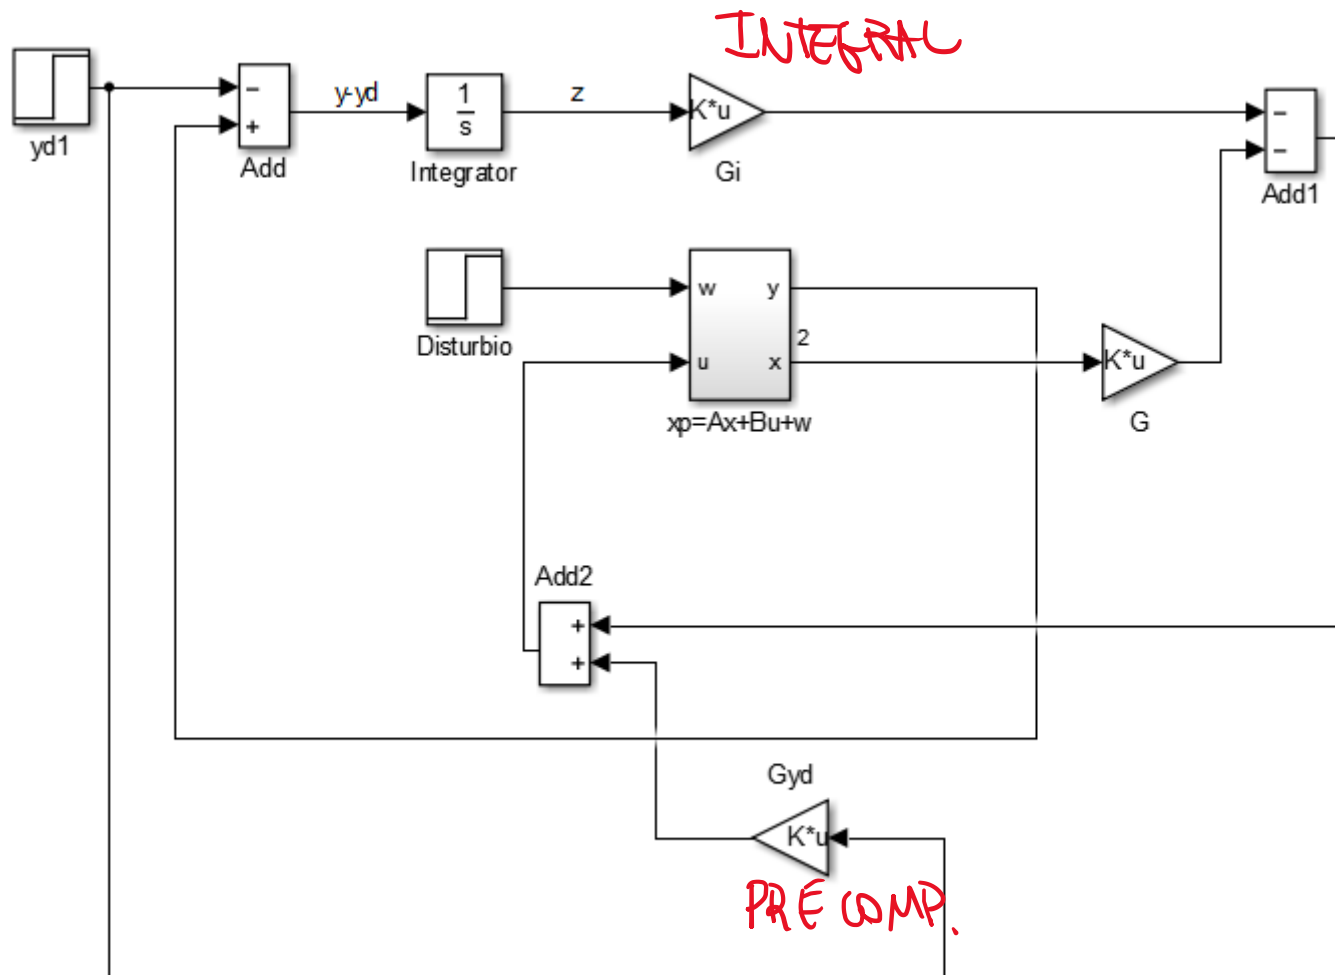 INTEGRAL
yd1
-
+
Add
y-yd
1
s
Integrator
z
K*u
Gi
-
-
Add1
Disturbio
w
y
u
x
2
xp=Ax+Bu+w
K*u
G
Add2
+
+
Gyd
K*u
PRE COMP.